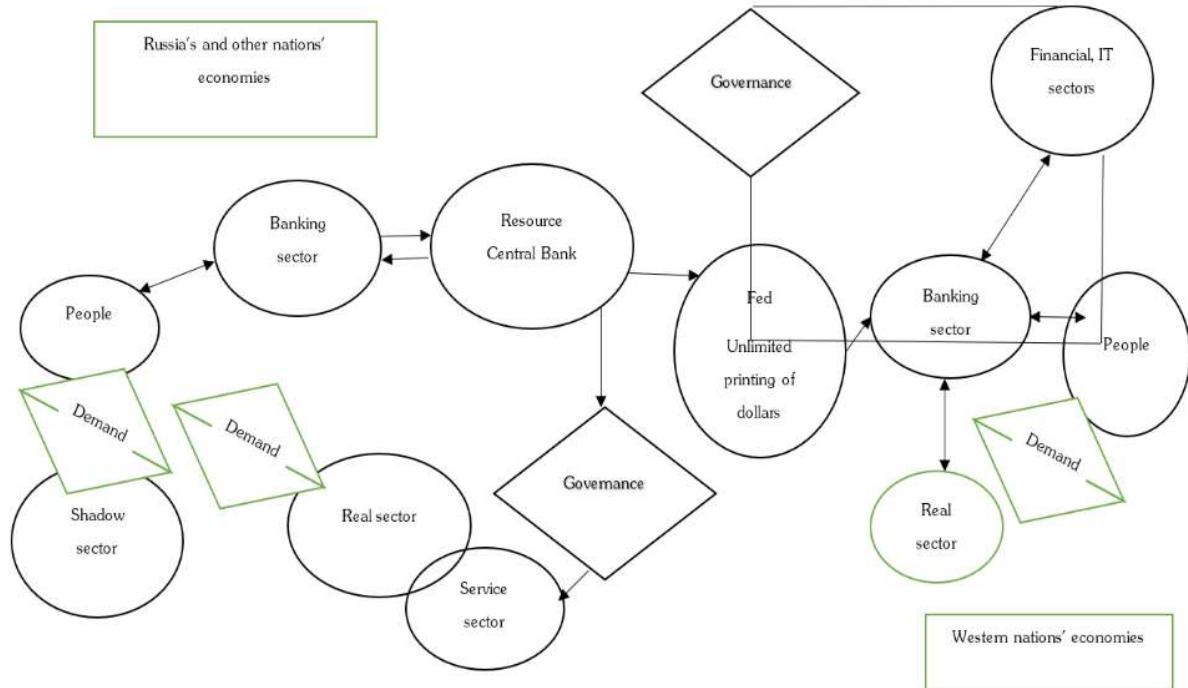 Russia's and other nations'
economies
Governance
Financial, IT
sectors
Banking
sector
Resource
Central Bank
People
Fed
Unlimited
printing of
dollars
Banking
sector
People
Demand
Demand
Demand
Shadow
sector
Real sector
Governance
Service
sector
Real
sector
Western nations' economies